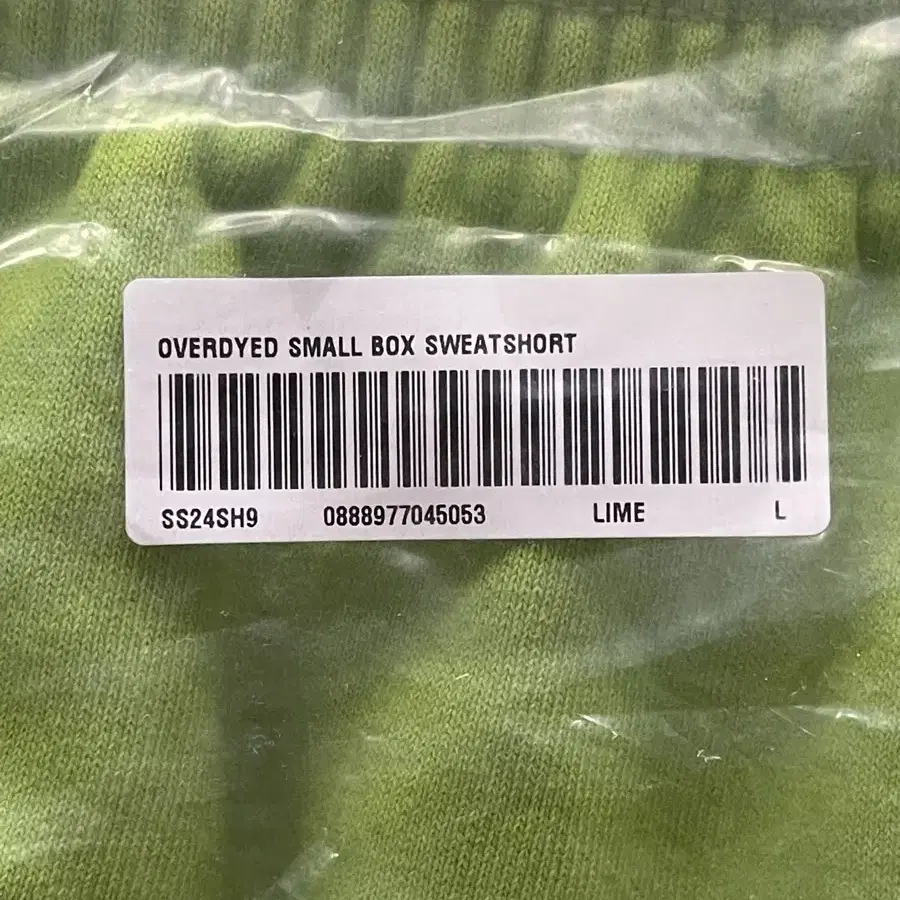 OVERDYED SMALL BOX SWEATSHORT
SS24SH9 0888977045053 LIME L